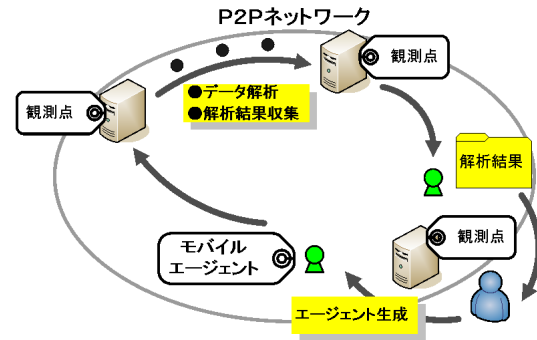 P2Pネットワーク
観測点
観測点
●データ解析
●解析結果収集
解析結果
観測点
モバイル
エージェント
エージェント生成